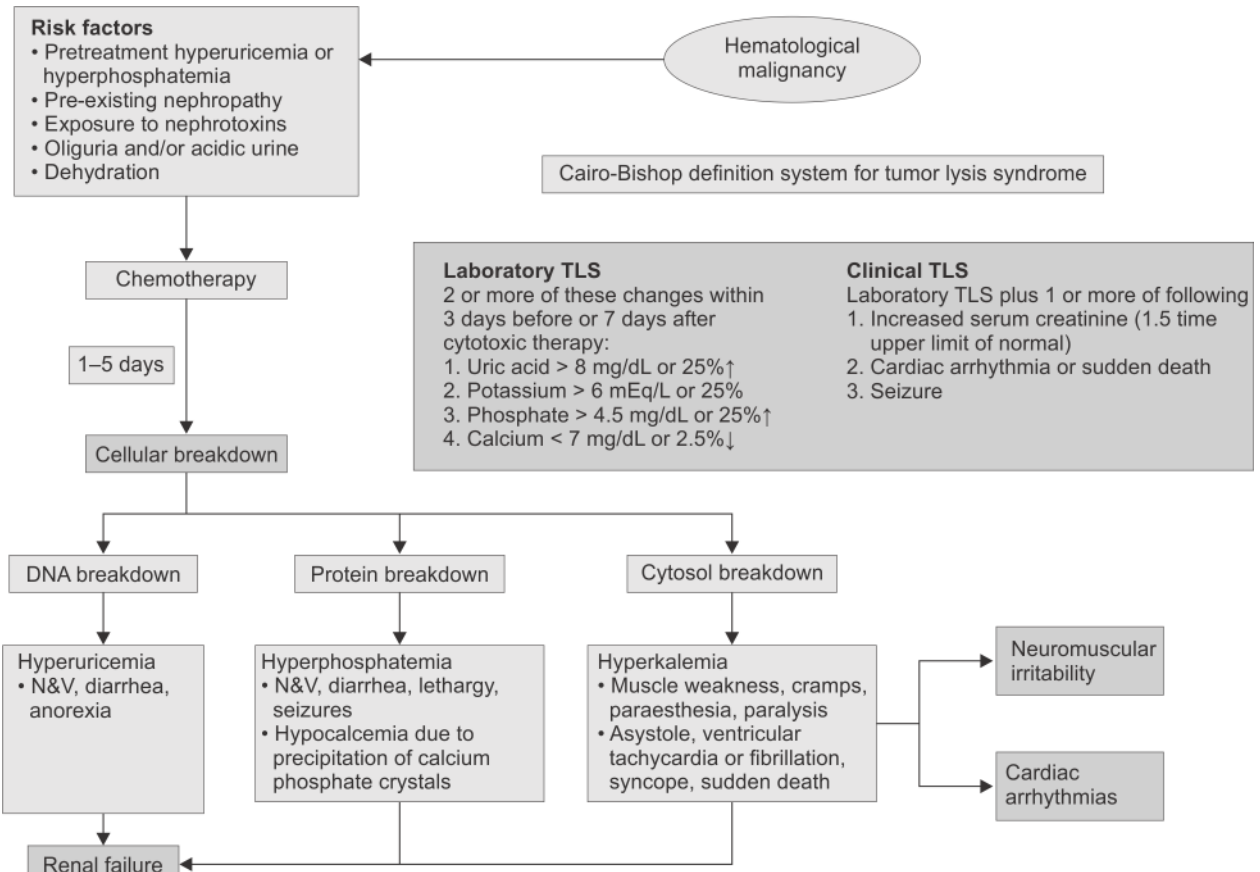 Risk factors
• Pretreatment hyperuricemia or
hyperphosphatemia
• Pre-existing nephropathy
• Exposure to nephrotoxins
• Oliguria and/or acidic urine
• Dehydration
Hematological
malignancy
Cairo-Bishop definition system for tumor lysis syndrome
Chemotherapy
1–5 days
Cellular breakdown
Laboratory TLS
2 or more of these changes within
3 days before or 7 days after
cytotoxic therapy:
1. Uric acid > 8 mg/dL or 25%↑
2. Potassium > 6 mEq/L or 25%
3. Phosphate > 4.5 mg/dL or 25%↑
4. Calcium < 7 mg/dL or 2.5%↓
Clinical TLS
Laboratory TLS plus 1 or more of following
1. Increased serum creatinine (1.5 time
upper limit of normal)
2. Cardiac arrhythmia or sudden death
3. Seizure
DNA breakdown
Protein breakdown
Cytosol breakdown
Hyperuricemia
• N&V, diarrhea,
anorexia
Hyperphosphatemia
• N&V, diarrhea, lethargy,
seizures
• Hypocalcemia due to
precipitation of calcium
phosphate crystals
Hyperkalemia
• Muscle weakness, cramps,
paraesthesia, paralysis
• Asystole, ventricular
tachycardia or fibrillation,
syncope, sudden death
Neuromuscular
irritability
Cardiac
arrhythmias
Renal failure